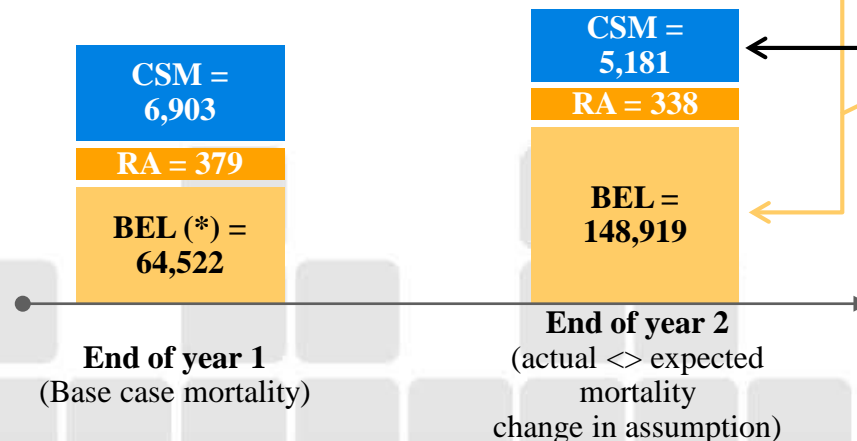 CSM =
6,903
RA = 379
BEL (*) =
64,522
End of year 1
(Base case mortality)
CSM =
5,181
RA = 338
BEL =
148,919
End of year 2
(actual <> expected
mortality
change in assumption)